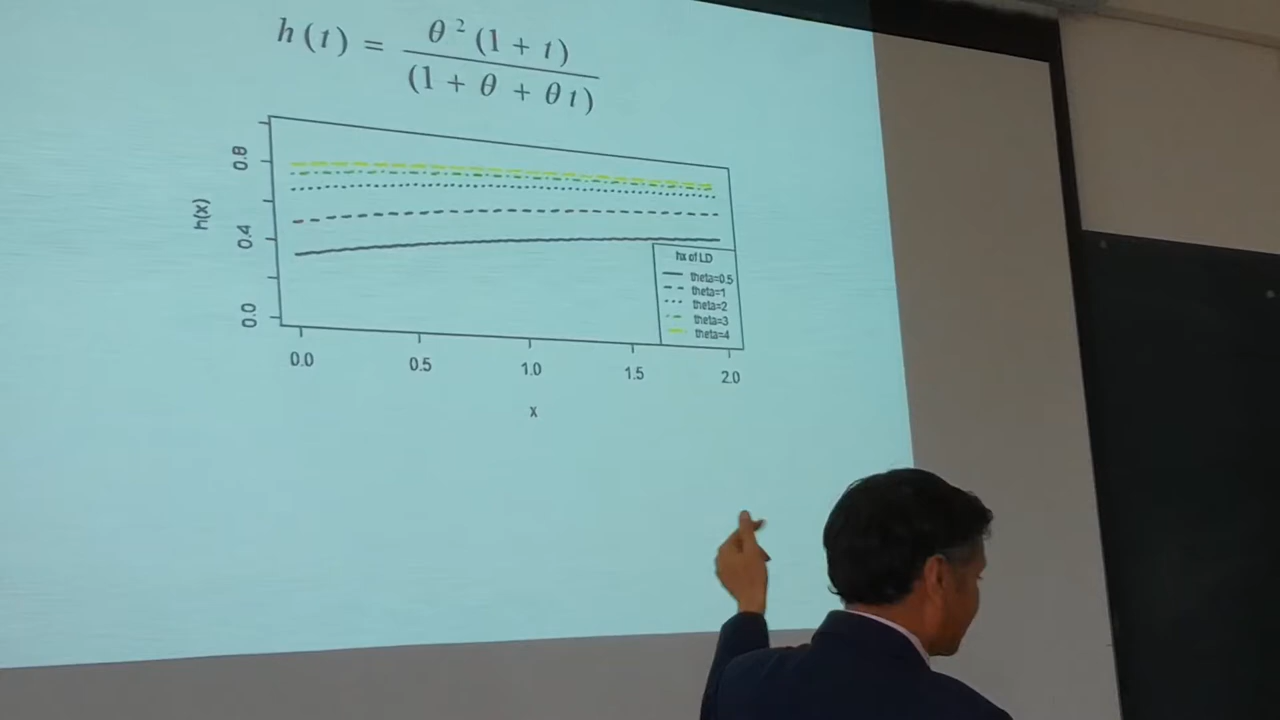 h(t) = θ²(1 + t) / (1 + θ + θt)
0.8
h(x)
0.4
0.0
hx of LD
theta=0.5
theta=1
theta=2
theta=3
theta=4
0.0 0.5 1.0 1.5 2.0
x